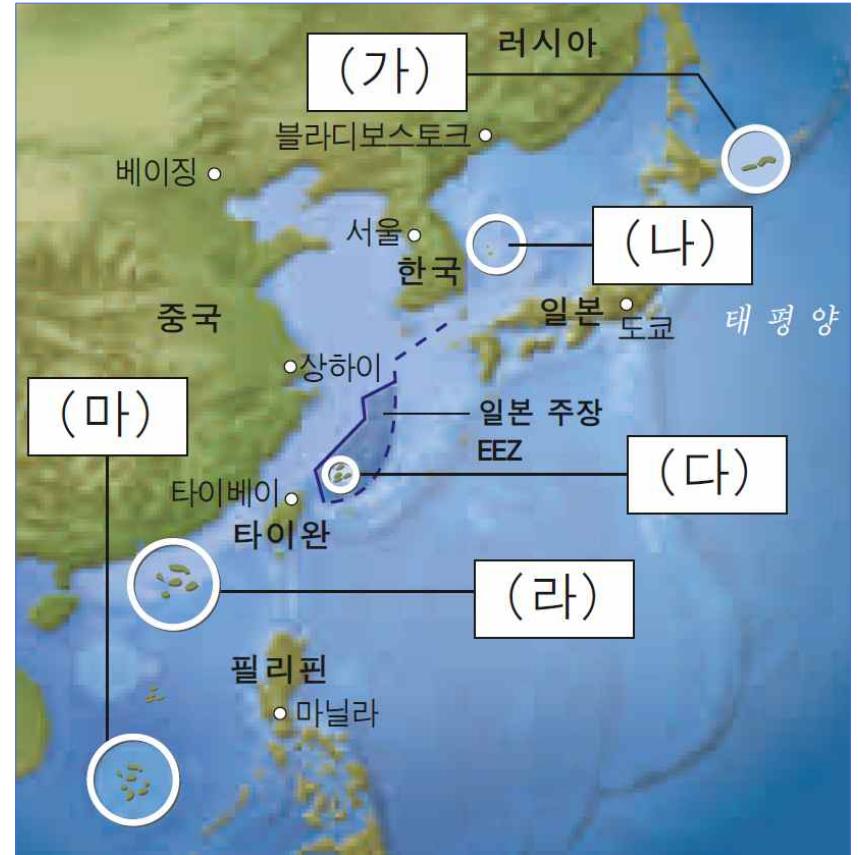 러시아
(가)
블라디보스토크
베이징
서울
(나)
한국
중국
일본
도쿄
태평양
상하이
(마)
일본 주장
EEZ
(다)
타이베이
타이완
(라)
필리핀
마닐라